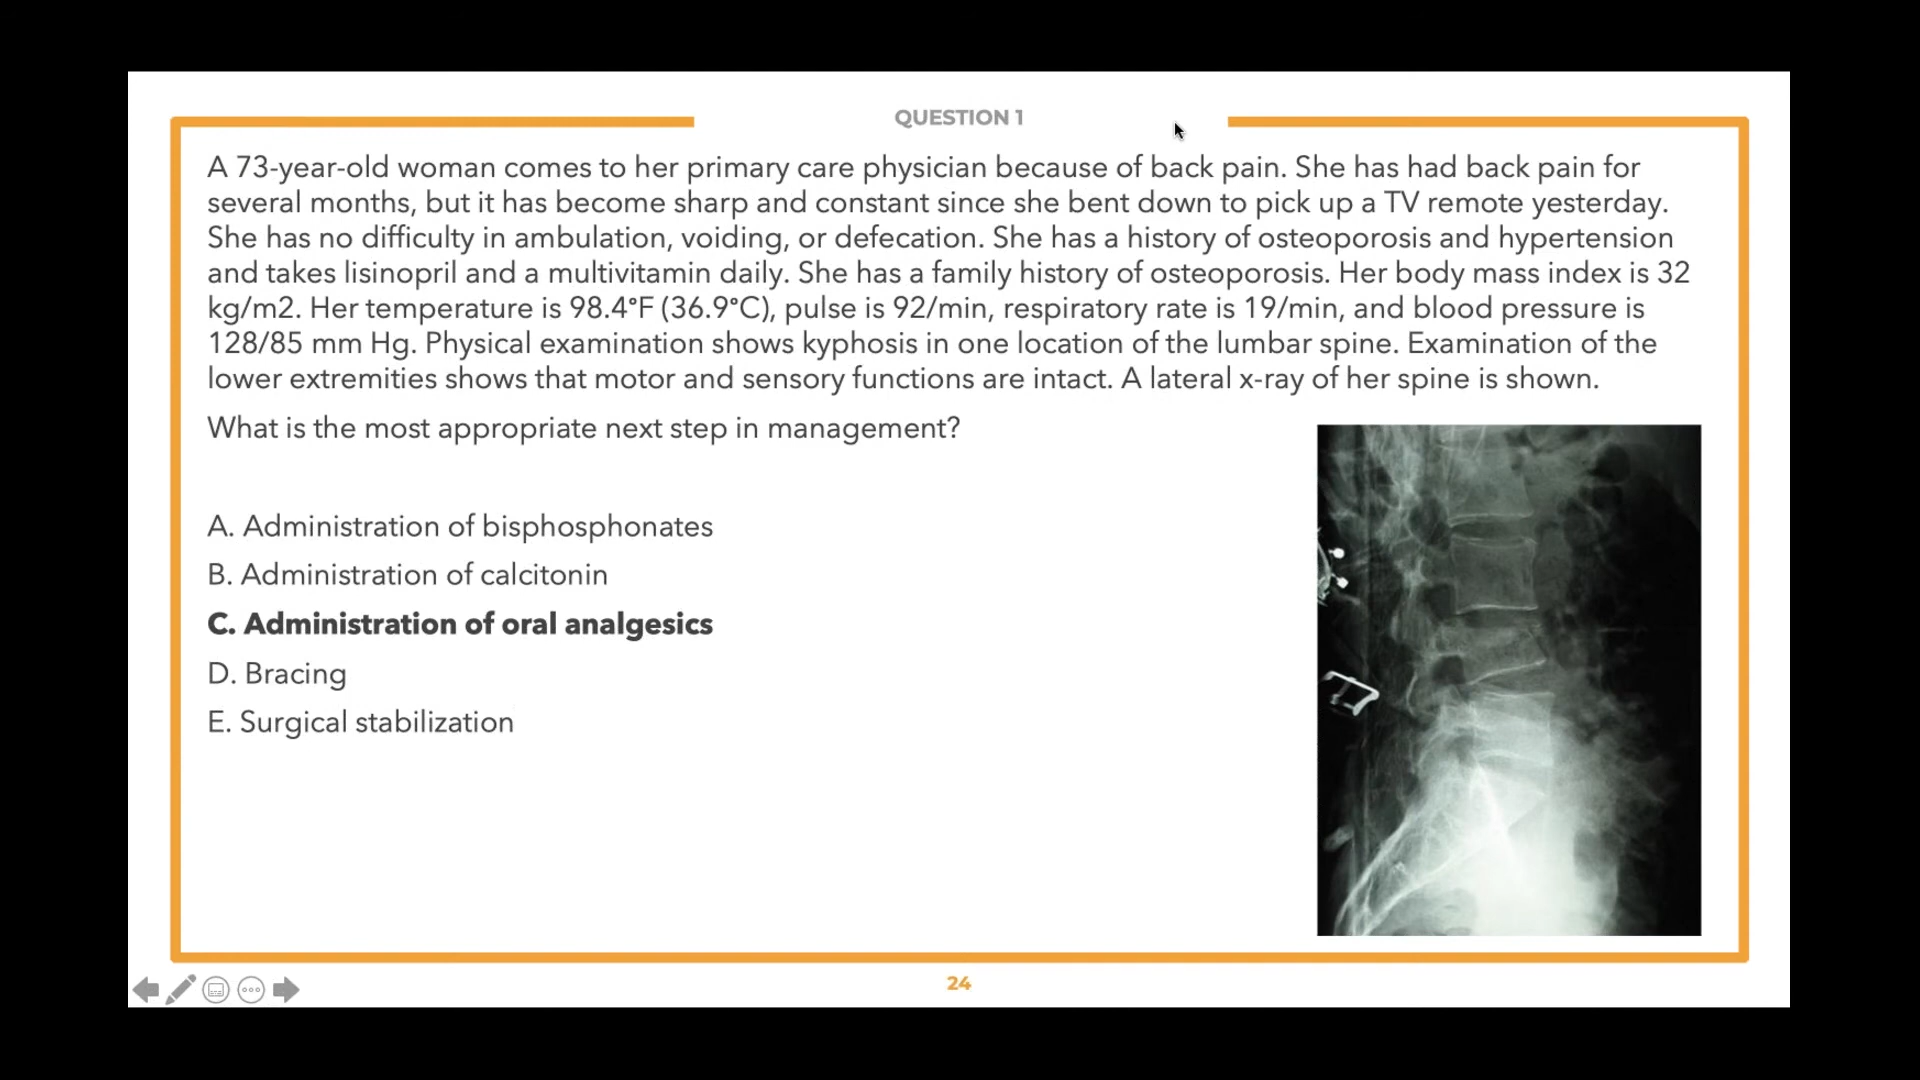 QUESTION 1
A 73-year-old woman comes to her primary care physician because of back pain. She has had back pain for
several months, but it has become sharp and constant since she bent down to pick up a TV remote yesterday.
She has no difficulty in ambulation, voiding, or defecation. She has a history of osteoporosis and hypertension
and takes lisinopril and a multivitamin daily. She has a family history of osteoporosis. Her body mass index is 32
kg/m2. Her temperature is 98.4°F (36.9°C), pulse is 92/min, respiratory rate is 19/min, and blood pressure is
128/85 mm Hg. Physical examination shows kyphosis in one location of the lumbar spine. Examination of the
lower extremities shows that motor and sensory functions are intact. A lateral x-ray of her spine is shown.
What is the most appropriate next step in management?
A. Administration of bisphosphonates
B. Administration of calcitonin
C. Administration of oral analgesics
D. Bracing
E. Surgical stabilization
24